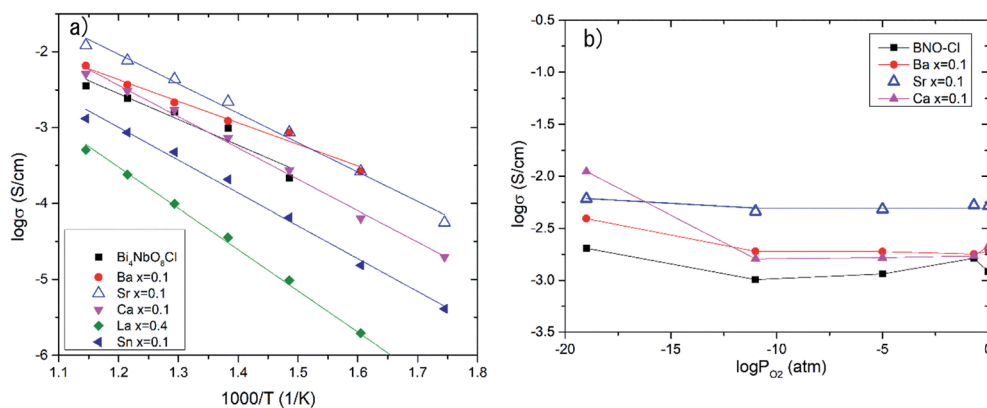 a)
-2
-3
-4
-5
-6
logσ (S/cm)
Bi₄NbO₈Cl
Ba x=0.1
Sr x=0.1
Ca x=0.1
La x=0.4
Sn x=0.1
1.1 1.2 1.3 1.4 1.5 1.6 1.7 1.8
1000/T (1/K)
b)
-0.5
-1.0
-1.5
-2.0
-2.5
-3.0
-3.5
logσ (S/cm)
BNO-Cl
Ba x=0.1
Sr x=0.1
Ca x=0.1
-20 -15 -10 -5 0
logP_O2 (atm)